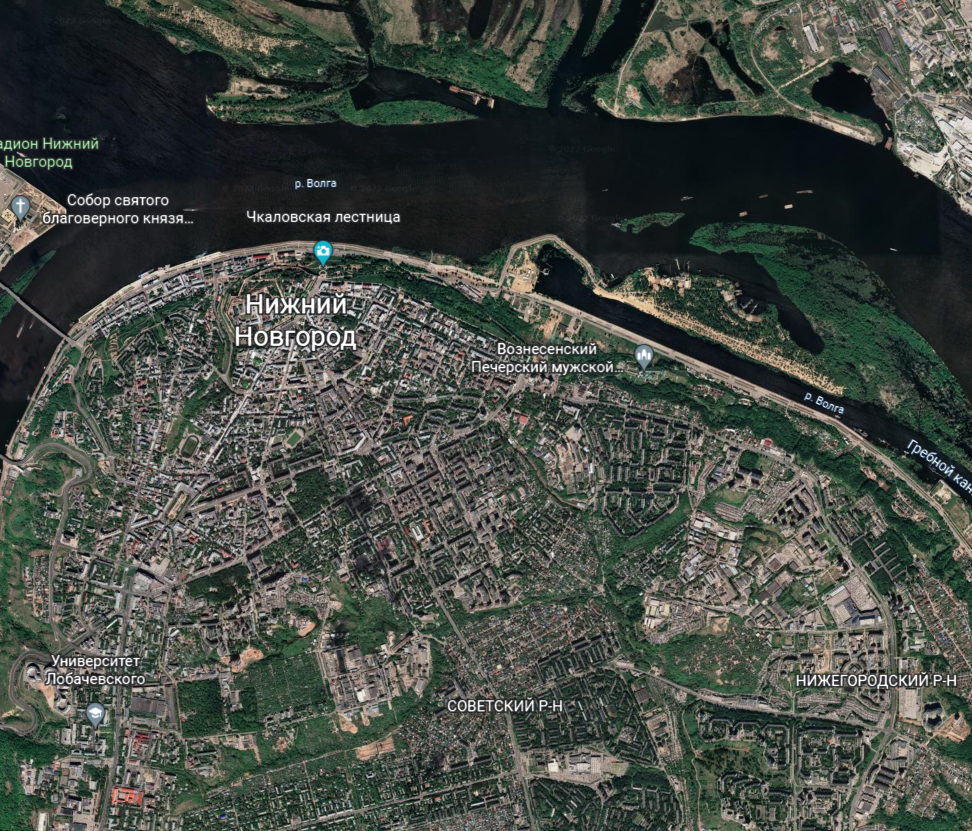 адион Нижний
Новгород
Собор святого
благоверного князя...
р. Волга
Чкаловская лестница
Нижний
Новгород
Вознесенский
Печерский мужской...
р. Волга
Гребной кан
Университет
Лобачевского
СОВЕТСКИЙ Р-Н
НИЖЕГОРОДСКИЙ Р-Н